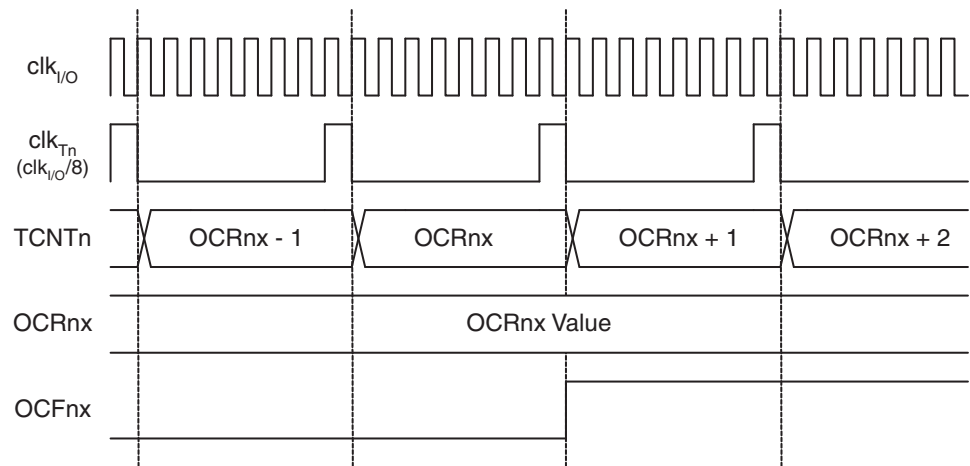 clkI/O
clkTn
(clkI/O/8)
TCNTn
OCRnx - 1
OCRnx
OCRnx + 1
OCRnx + 2
OCRnx
OCRnx Value
OCFnx